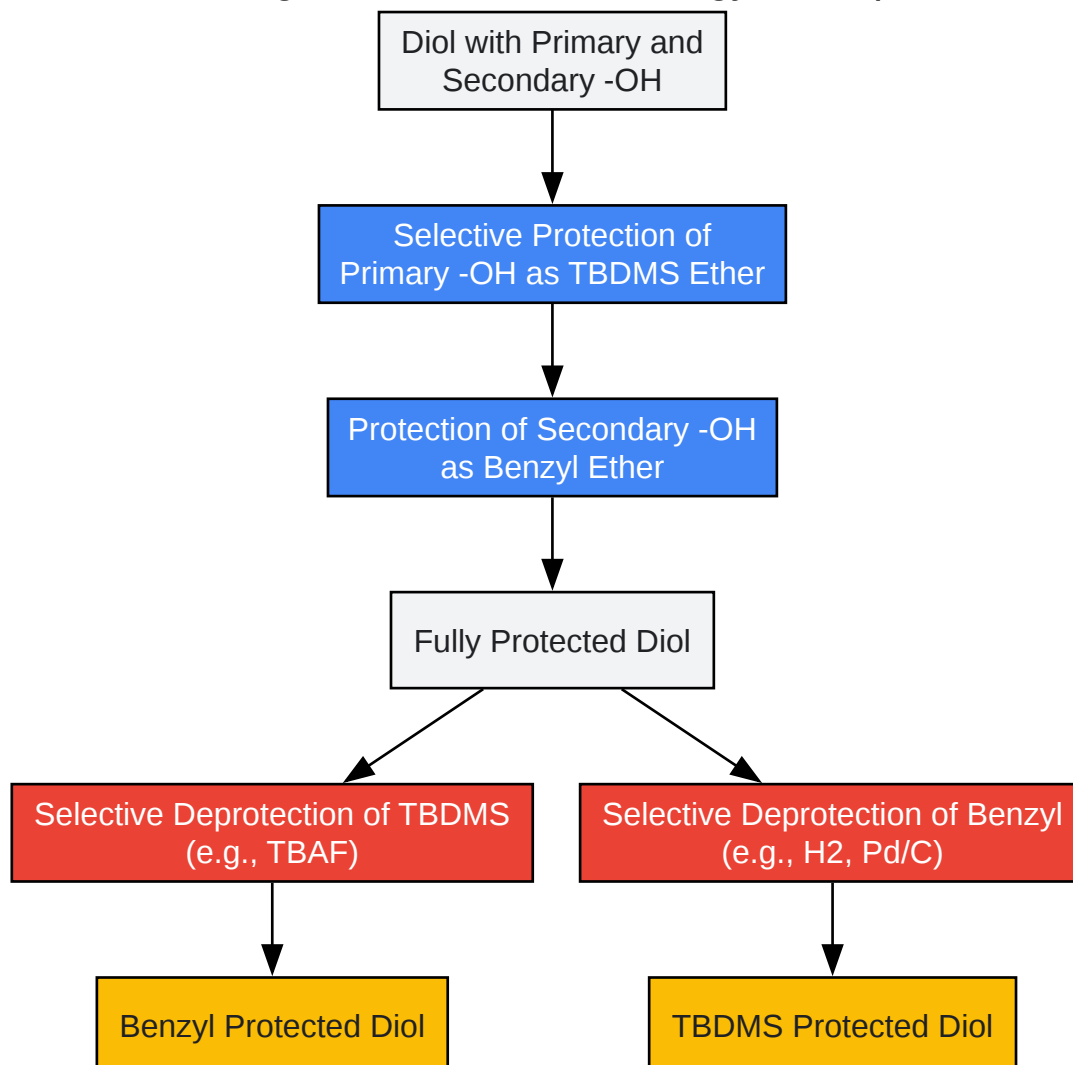 Diol with Primary and
Secondary -OH
Selective Protection of
Primary -OH as TBDMS Ether
Protection of Secondary -OH
as Benzyl Ether
Fully Protected Diol
Selective Deprotection of TBDMS
(e.g., TBAF)
Selective Deprotection of Benzyl
(e.g., H2, Pd/C)
Benzyl Protected Diol
TBDMS Protected Diol